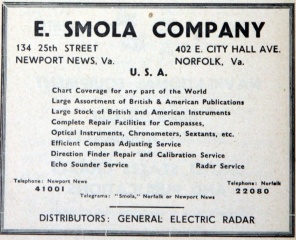 E. SMOLA COMPANY
134 25th STREET 402 E. CITY HALL AVE.
NEWPORT NEWS, Va. NORFOLK, Va.
U. S. A.
Chart Coverage for any part of the World
Large Assortment of British & American Publications
Large Stock of British and American Instruments
Complete Repair Facilities for Compasses,
Optical Instruments, Chronometers, Sextants, etc.
Efficient Compass Adjusting Service
Direction Finder Repair and Calibration Service
Echo Sounder Service Radar Service
Telephone: Newport News Telephone: Norfolk
41001 22080
Telegrams: "Smola," Norfolk or Newport News
DISTRIBUTORS: GENERAL ELECTRIC RADAR